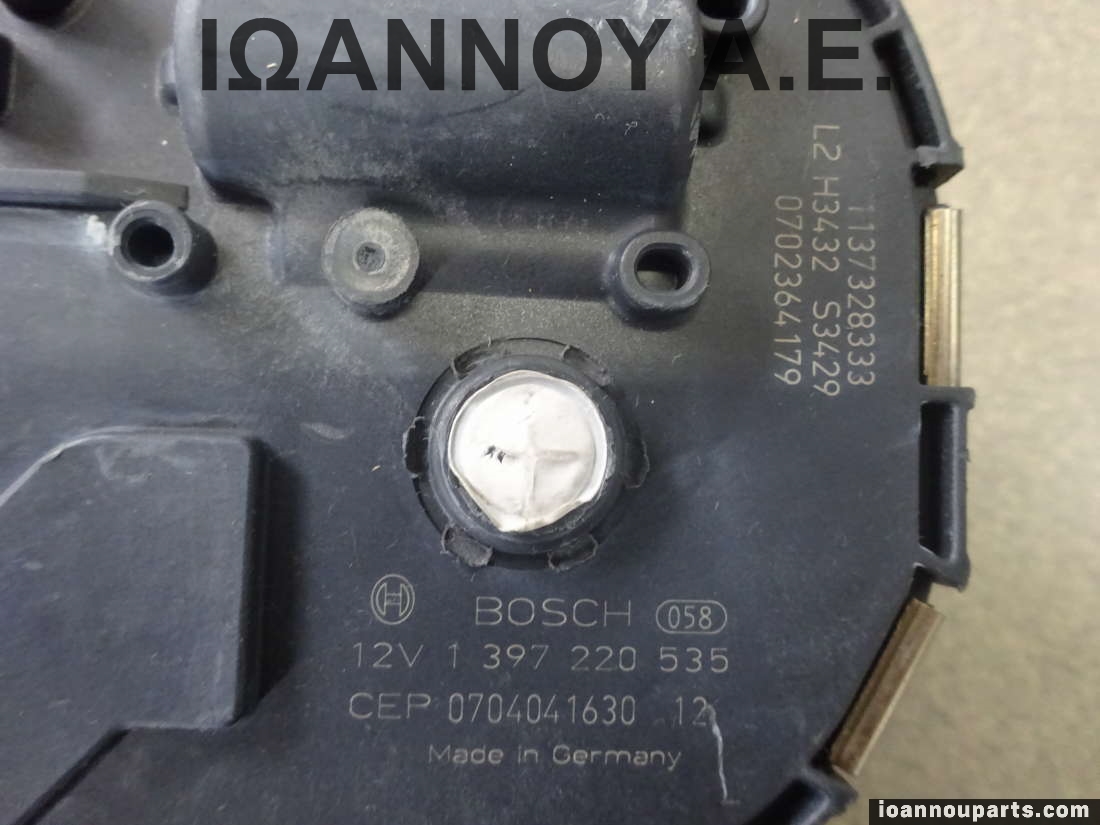 ΙΩΑΝΝΟΥ Α.Ε.
1137328333
L2 H3432 S3429
0702364179
BOSCH 058
12V 1 397 220 535
CEP 0704041630 12
Made in Germany
ioannouparts.com